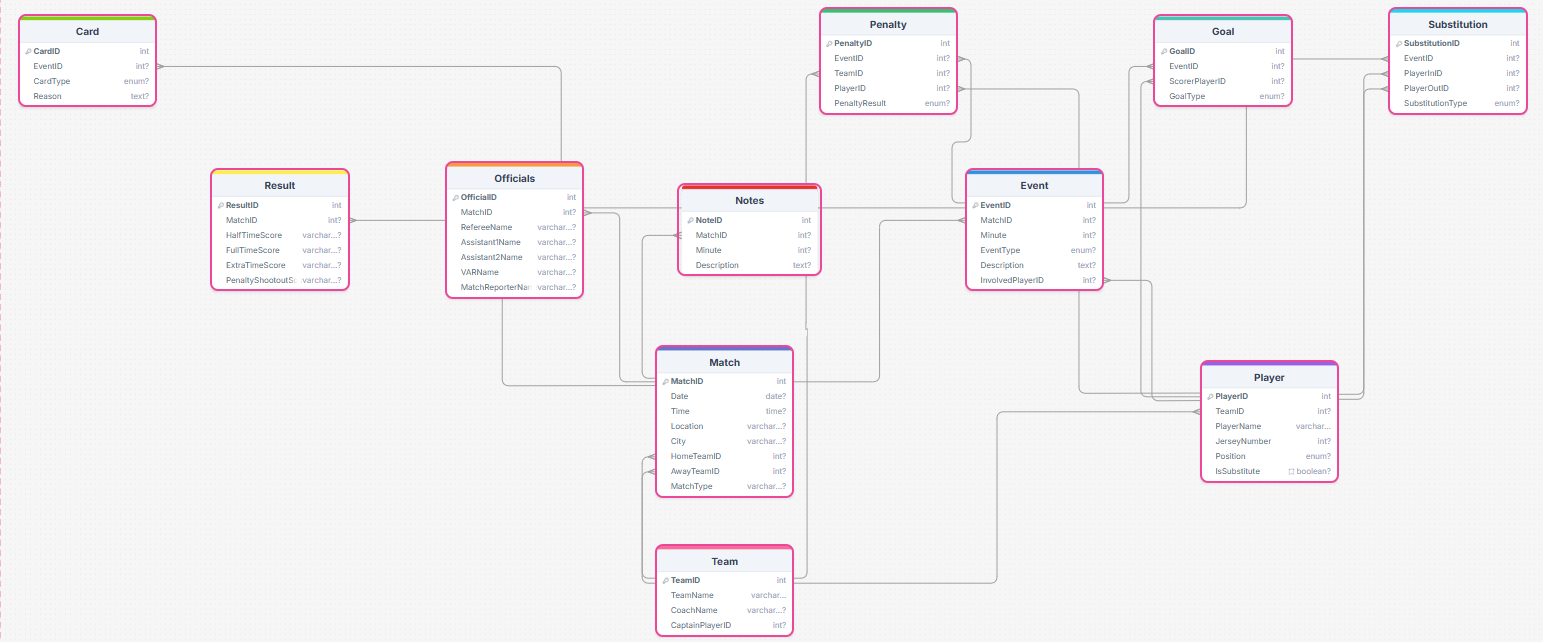 Card
CardID int
EventID int?
CardType enum?
Reason text?
Penalty
PenaltyID int
EventID int?
TeamID int?
PlayerID int?
PenaltyResult enum?
Goal
GoalID int
EventID int?
ScorerPlayerID int?
GoalType enum?
Substitution
SubstitutionID int
EventID int?
PlayerInID int?
PlayerOutID int?
SubstitutionType enum?
Result
ResultID int
MatchID int?
HalfTimeScore varchar...?
FullTimeScore varchar...?
ExtraTimeScore varchar...?
PenaltyShootoutS varchar...?
Officials
OfficialID int
MatchID int?
RefereeName varchar...?
Assistant1Name varchar...?
Assistant2Name varchar...?
VARName varchar...?
MatchReporterNa varchar...?
Notes
NoteID int
MatchID int?
Minute int?
Description text?
Event
EventID int
MatchID int?
Minute int?
EventType enum?
Description text?
InvolvedPlayerID int?
Match
MatchID int
Date date?
Time time?
Location varchar...?
City varchar...?
HomeTeamID int?
AwayTeamID int?
MatchType varchar...?
Player
PlayerID int
TeamID int?
PlayerName varchar...
JerseyNumber int?
Position enum?
IsSubstitute boolean?
Team
TeamID int
TeamName varchar...
CoachName varchar...?
CaptainPlayerID int?